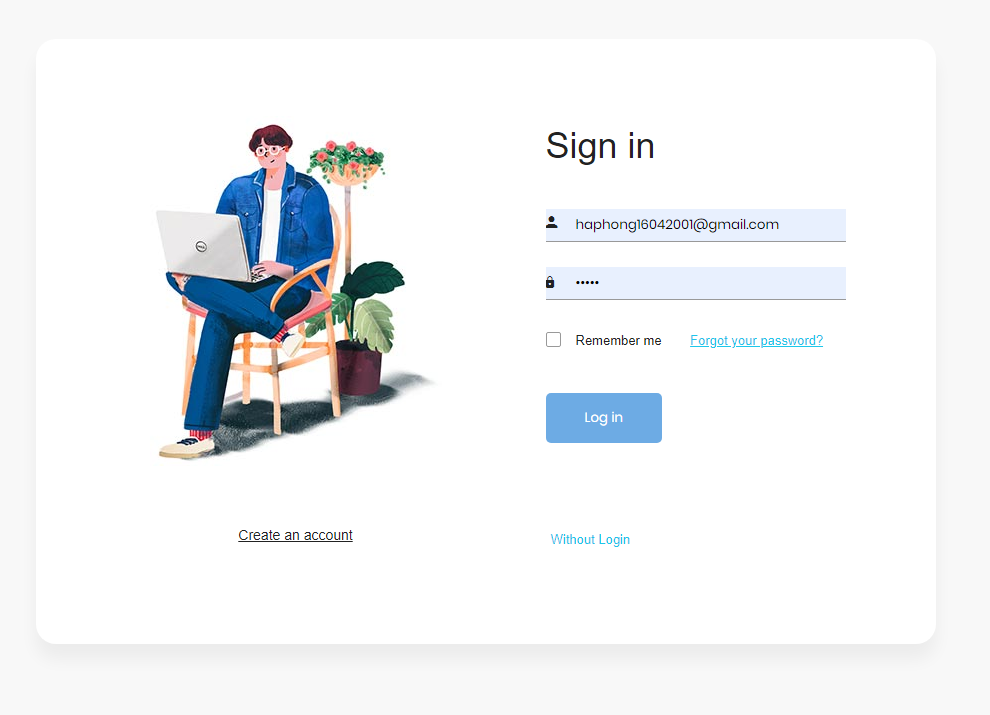 Sign in
haphong16042001@gmail.com
•••••
Remember me Forgot your password?
Log in
Create an account
Without Login